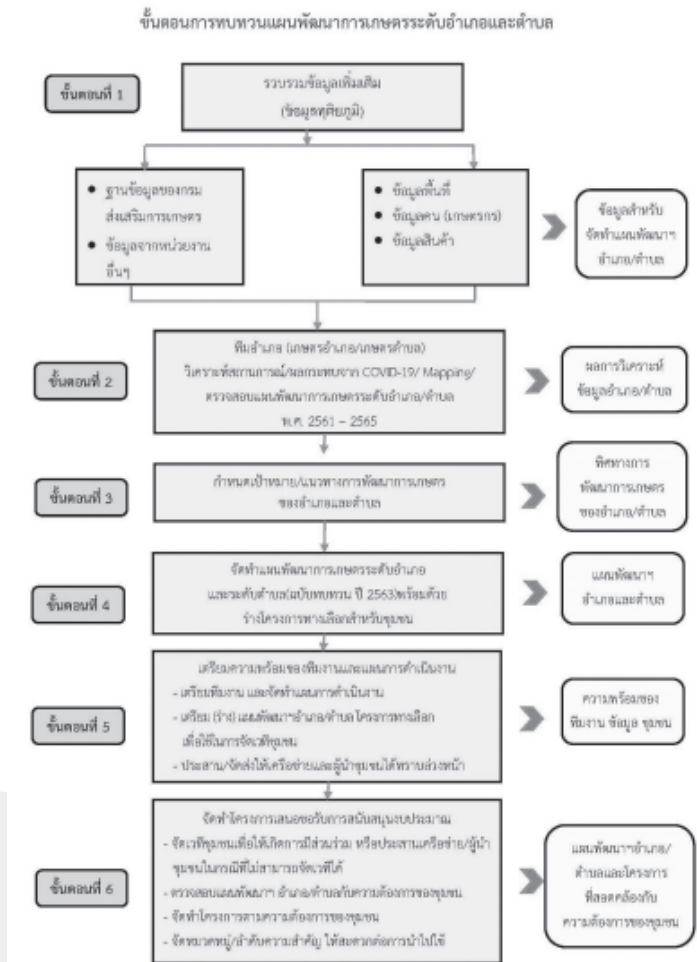 ขั้นตอนการทบทวนแผนพัฒนาการเกษตรระดับอำเภอและตำบล
ขั้นตอนที่ 1
รวบรวมข้อมูลเพิ่มเติม
(ข้อมูลทุติยภูมิ)
● ฐานข้อมูลของกรม
ส่งเสริมการเกษตร
● ข้อมูลจากหน่วยงาน
อื่นๆ
● ข้อมูลพื้นที่
● ข้อมูลคน (เกษตรกร)
● ข้อมูลสินค้า
ข้อมูลสำหรับ
จัดทำแผนพัฒนาฯ
อำเภอ/ตำบล
ขั้นตอนที่ 2
ทีมอำเภอ (เกษตรอำเภอ/เกษตรตำบล)
วิเคราะห์สถานการณ์/ผลกระทบจาก COVID-19/ Mapping/
ตรวจสอบแผนพัฒนาการเกษตรระดับอำเภอ/ตำบล
พ.ศ. 2561 – 2565
ผลการวิเคราะห์
ข้อมูลอำเภอ/ตำบล
ขั้นตอนที่ 3
กำหนดเป้าหมาย/แนวทางการพัฒนาการเกษตร
ของอำเภอและตำบล
ทิศทางการ
พัฒนาการเกษตร
ของอำเภอ/ตำบล
ขั้นตอนที่ 4
จัดทำแผนพัฒนาการเกษตรระดับอำเภอ
และระดับตำบล(ฉบับทบทวน ปี 2563)พร้อมด้วย
ร่างโครงการทางเลือกสำหรับชุมชน
แผนพัฒนาฯ
อำเภอและตำบล
ขั้นตอนที่ 5
เตรียมความพร้อมของทีมงานและแผนการดำเนินงาน
- เตรียมทีมงาน และจัดทำแผนการดำเนินงาน
- เตรียม (ร่าง) แผนพัฒนาฯอำเภอ/ตำบล โครงการทางเลือก
เพื่อใช้ในการจัดเวทีชุมชน
- ประสาน/จัดส่งให้เครือข่ายและผู้นำชุมชนได้ทราบล่วงหน้า
ความพร้อมของ
ทีมงาน ข้อมูล ชุมชน
ขั้นตอนที่ 6
จัดทำโครงการเสนอขอรับการสนับสนุนงบประมาณ
- จัดเวทีชุมชนเพื่อให้เกิดการมีส่วนร่วม หรือประสานเครือข่าย/ผู้นำ
ชุมชนในกรณีที่ไม่สามารถจัดเวทีได้
- ตรวจสอบแผนพัฒนาฯ อำเภอ/ตำบลกับความต้องการของชุมชน
- จัดทำโครงการตามความต้องการของชุมชน
- จัดหมวดหมู่/ลำดับความสำคัญ ให้สะดวกต่อการนำไปใช้
แผนพัฒนาฯอำเภอ/
ตำบลและโครงการ
ที่สอดคล้องกับ
ความต้องการของชุมชน